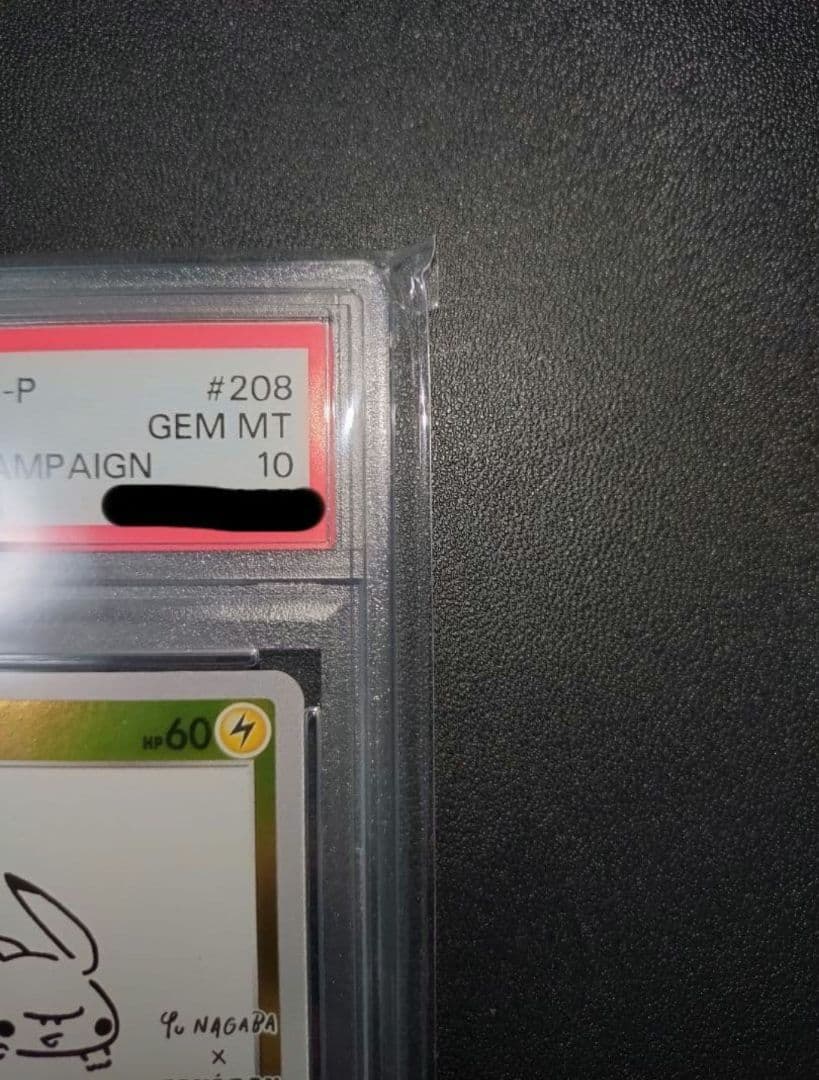 -P #208
GEM MT
AMPAIGN 10
HP60
Yu NAGABA
x